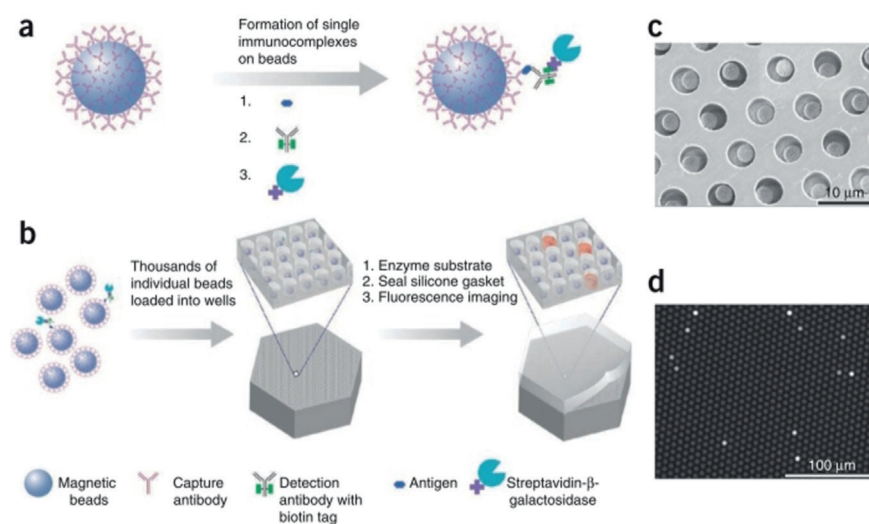 a
Formation of single
immunocomplexes
on beads
1.
2.
3.
c
10 µm
b
Thousands of
individual beads
loaded into wells
1. Enzyme substrate
2. Seal silicone gasket
3. Fluorescence imaging
d
100 µm
Magnetic
beads
Capture
antibody
Detection
antibody with
biotin tag
Antigen
Streptavidin-β-
galactosidase